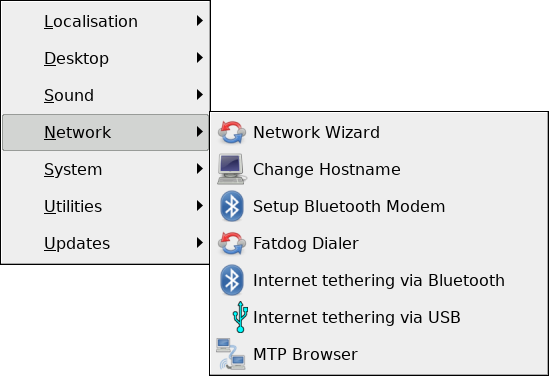 Localisation
Desktop
Sound
Network
System
Utilities
Updates
Network Wizard
Change Hostname
Setup Bluetooth Modem
Fatdog Dialer
Internet tethering via Bluetooth
Internet tethering via USB
MTP Browser